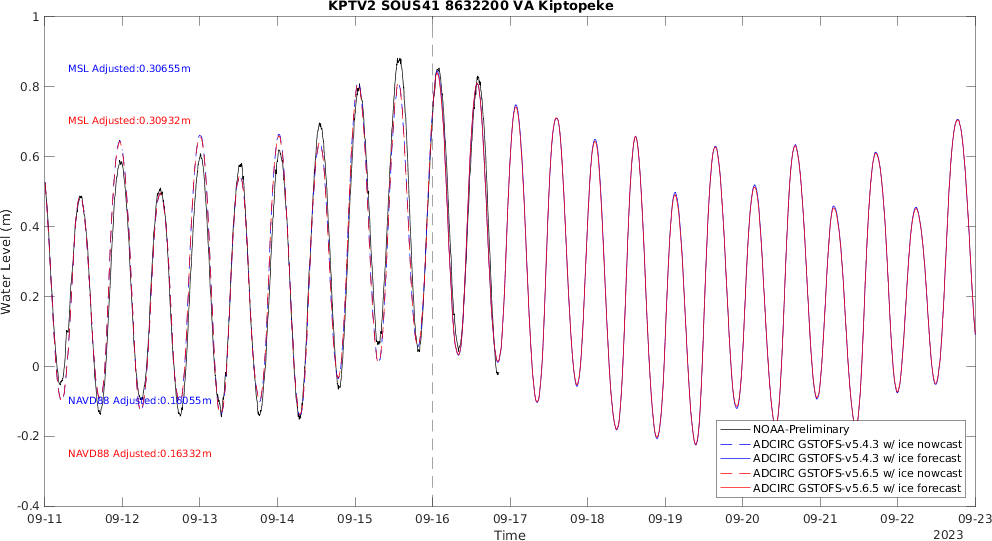 KPTV2 SOUS41 8632200 VA Kiptopeke
1
0.8
0.6
0.4
0.2
0
-0.2
-0.4
Water Level (m)
MSL Adjusted:0.30655m
MSL Adjusted:0.30932m
NAVD88 Adjusted:0.16055m
NAVD88 Adjusted:0.16332m
NOAA-Preliminary
ADCIRC GSTOFS-v5.4.3 w/ ice nowcast
ADCIRC GSTOFS-v5.4.3 w/ ice forecast
ADCIRC GSTOFS-v5.6.5 w/ ice nowcast
ADCIRC GSTOFS-v5.6.5 w/ ice forecast
09-11 09-12 09-13 09-14 09-15 09-16 09-17 09-18 09-19 09-20 09-21 09-22 09-23
Time
2023